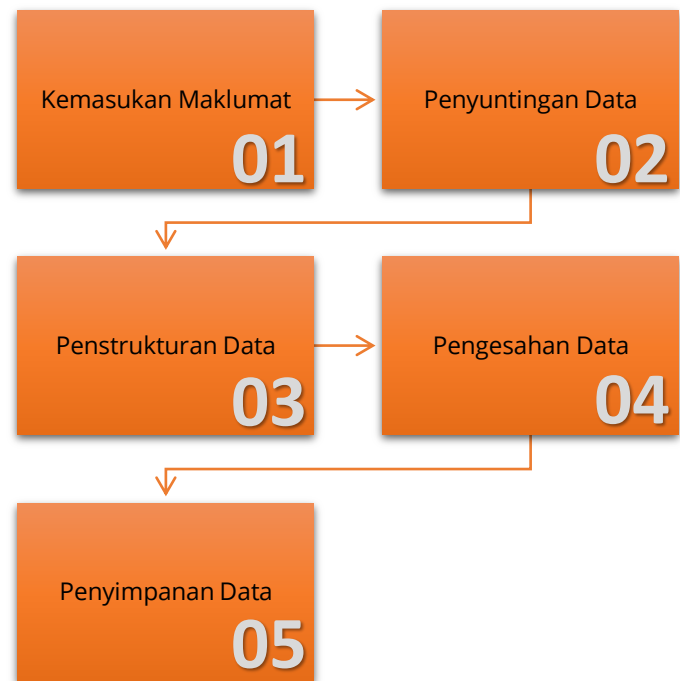 Kemasukan Maklumat
01
Penyuntingan Data
02
Penstrukturan Data
03
Pengesahan Data
04
Penyimpanan Data
05